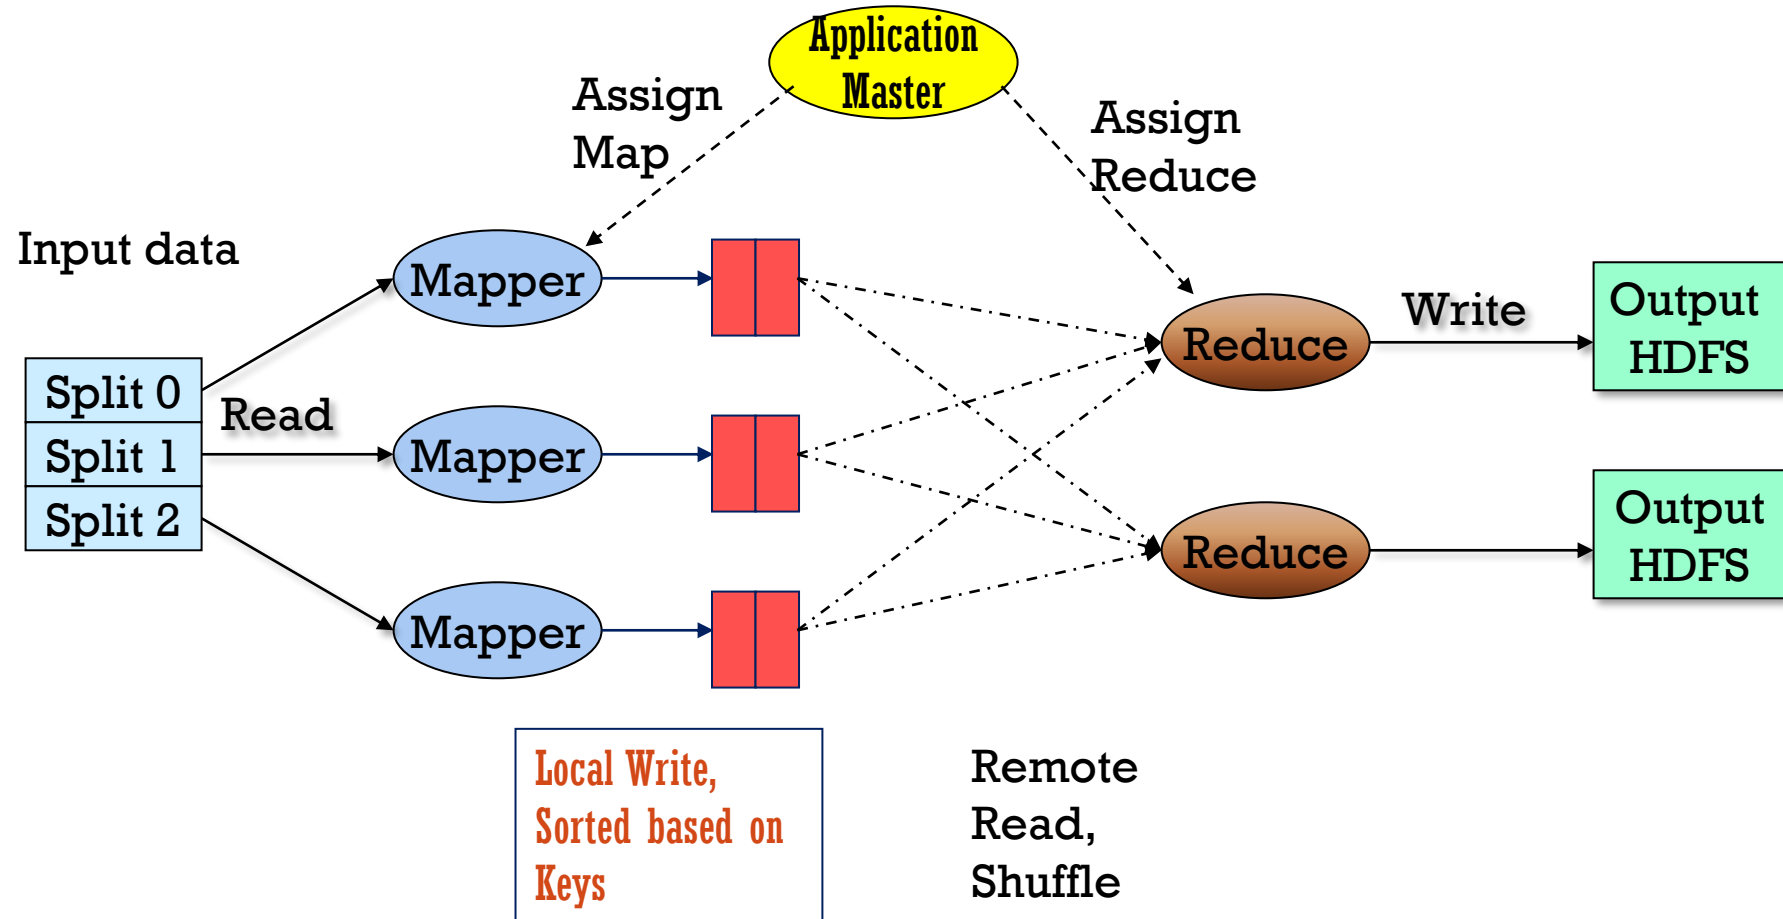 Application
Master
Assign
Map
Assign
Reduce
Input data
Mapper
Split 0
Read
Split 1
Split 2
Mapper
Mapper
Reduce
Write
Output
HDFS
Reduce
Output
HDFS
Local Write,
Sorted based on
Keys
Remote
Read,
Shuffle